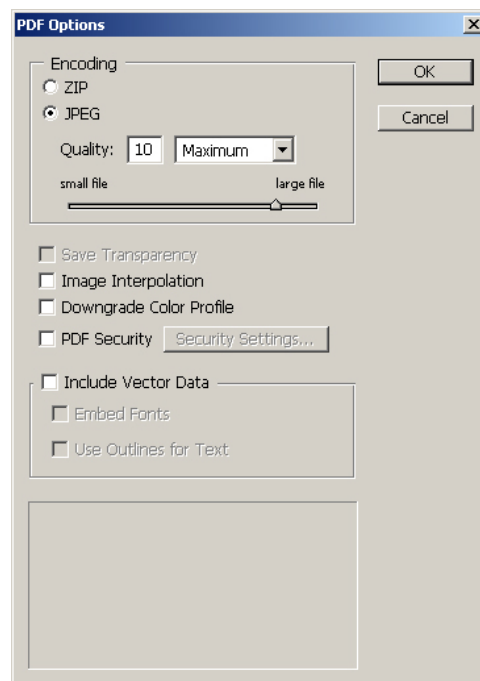 PDF Options
Encoding
ZIP
JPEG
Quality: 10 Maximum
small file large file
Save Transparency
Image Interpolation
Downgrade Color Profile
PDF Security Security Settings...
Include Vector Data
Embed Fonts
Use Outlines for Text
OK
Cancel